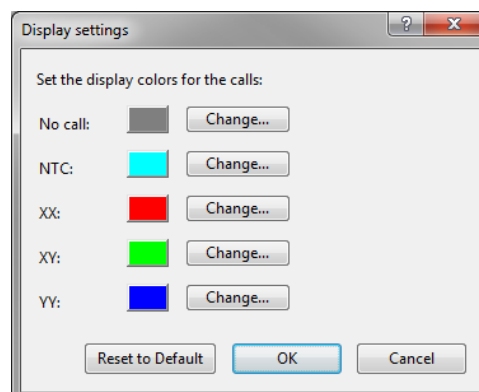 Display settings
?
Set the display colors for the calls:
No call: Change...
NTC: Change...
XX: Change...
XY: Change...
YY: Change...
Reset to Default OK Cancel